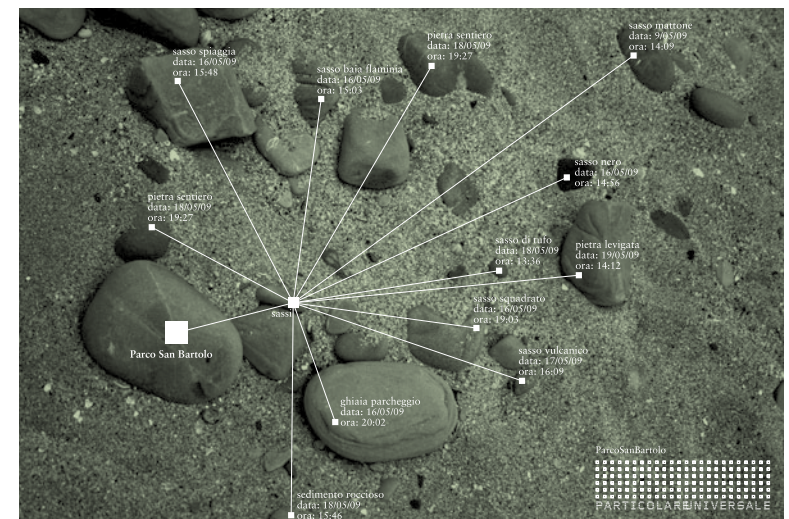 sasso mattone
data: 9/05/09
ora: 14:09
pietra sentiero
data: 18/05/09
ora: 19:27
sasso spiaggia
data: 16/05/09
ora: 15:48
sasso baia flaminia
data: 16/05/09
ora: 15:03
sasso nero
data: 16/05/09
ora: 14:56
pietra sentiero
data: 18/05/09
ora: 19:27
sasso di tufo
data: 18/05/09
ora: 13:36
pietra levigata
data: 19/05/09
ora: 14:12
sassi
sasso squadrato
data: 16/05/09
ora: 19:03
Parco San Bartolo
sasso vulcanico
data: 17/05/09
ora: 16:09
ghiaia parcheggio
data: 16/05/09
ora: 20:02
ParcoSanBartolo
sedimento roccioso
data: 18/05/09
ora: 15:46
PARTICOLAREUNIVERSALE